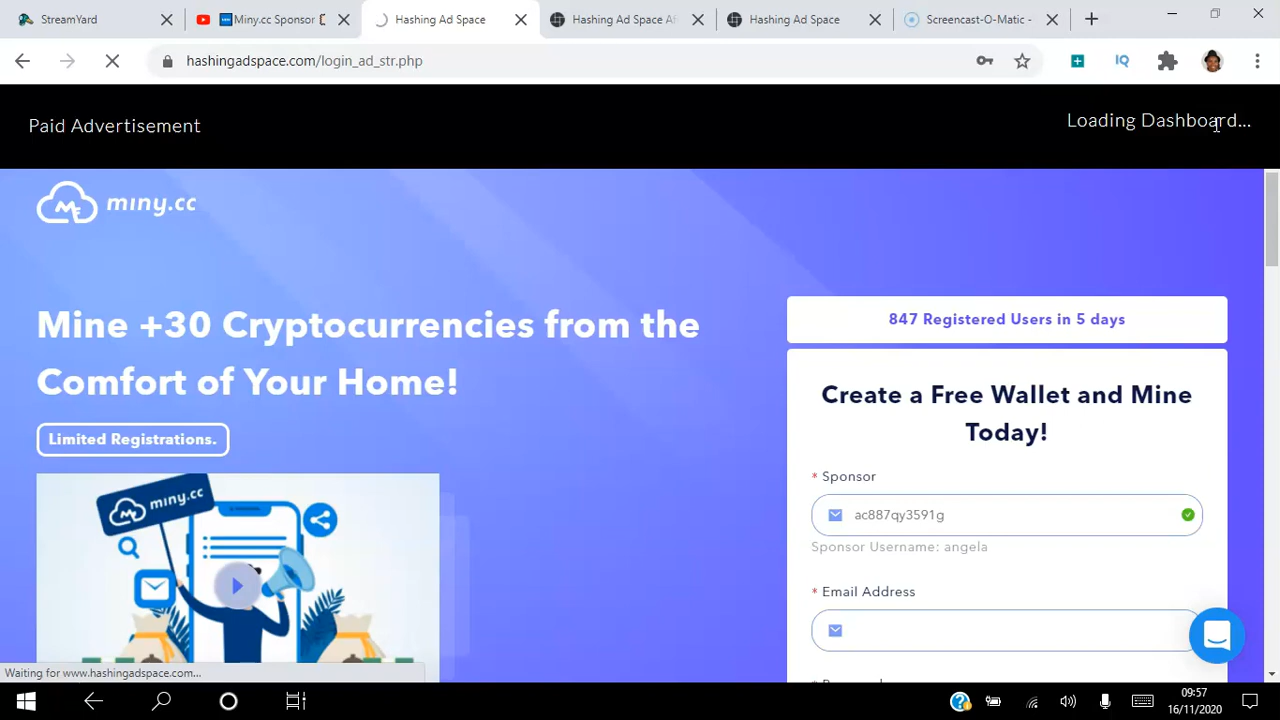 StreamYard
Miny.cc Sponsor
Hashing Ad Space
Hashing Ad Space
Hashing Ad Space
Screencast-O-Matic -
hashingadspace.com/login_ad_str.php
IQ
Paid Advertisement
Loading Dashboard...
miny.cc
Mine +30 Cryptocurrencies from the
Comfort of Your Home!
Limited Registrations.
miny.cc
847 Registered Users in 5 days
Create a Free Wallet and Mine
Today!
* Sponsor
ac887qy3591g
Sponsor Username: angela
* Email Address
Waiting for www.hashingadspace.com...
09:57
16/11/2020